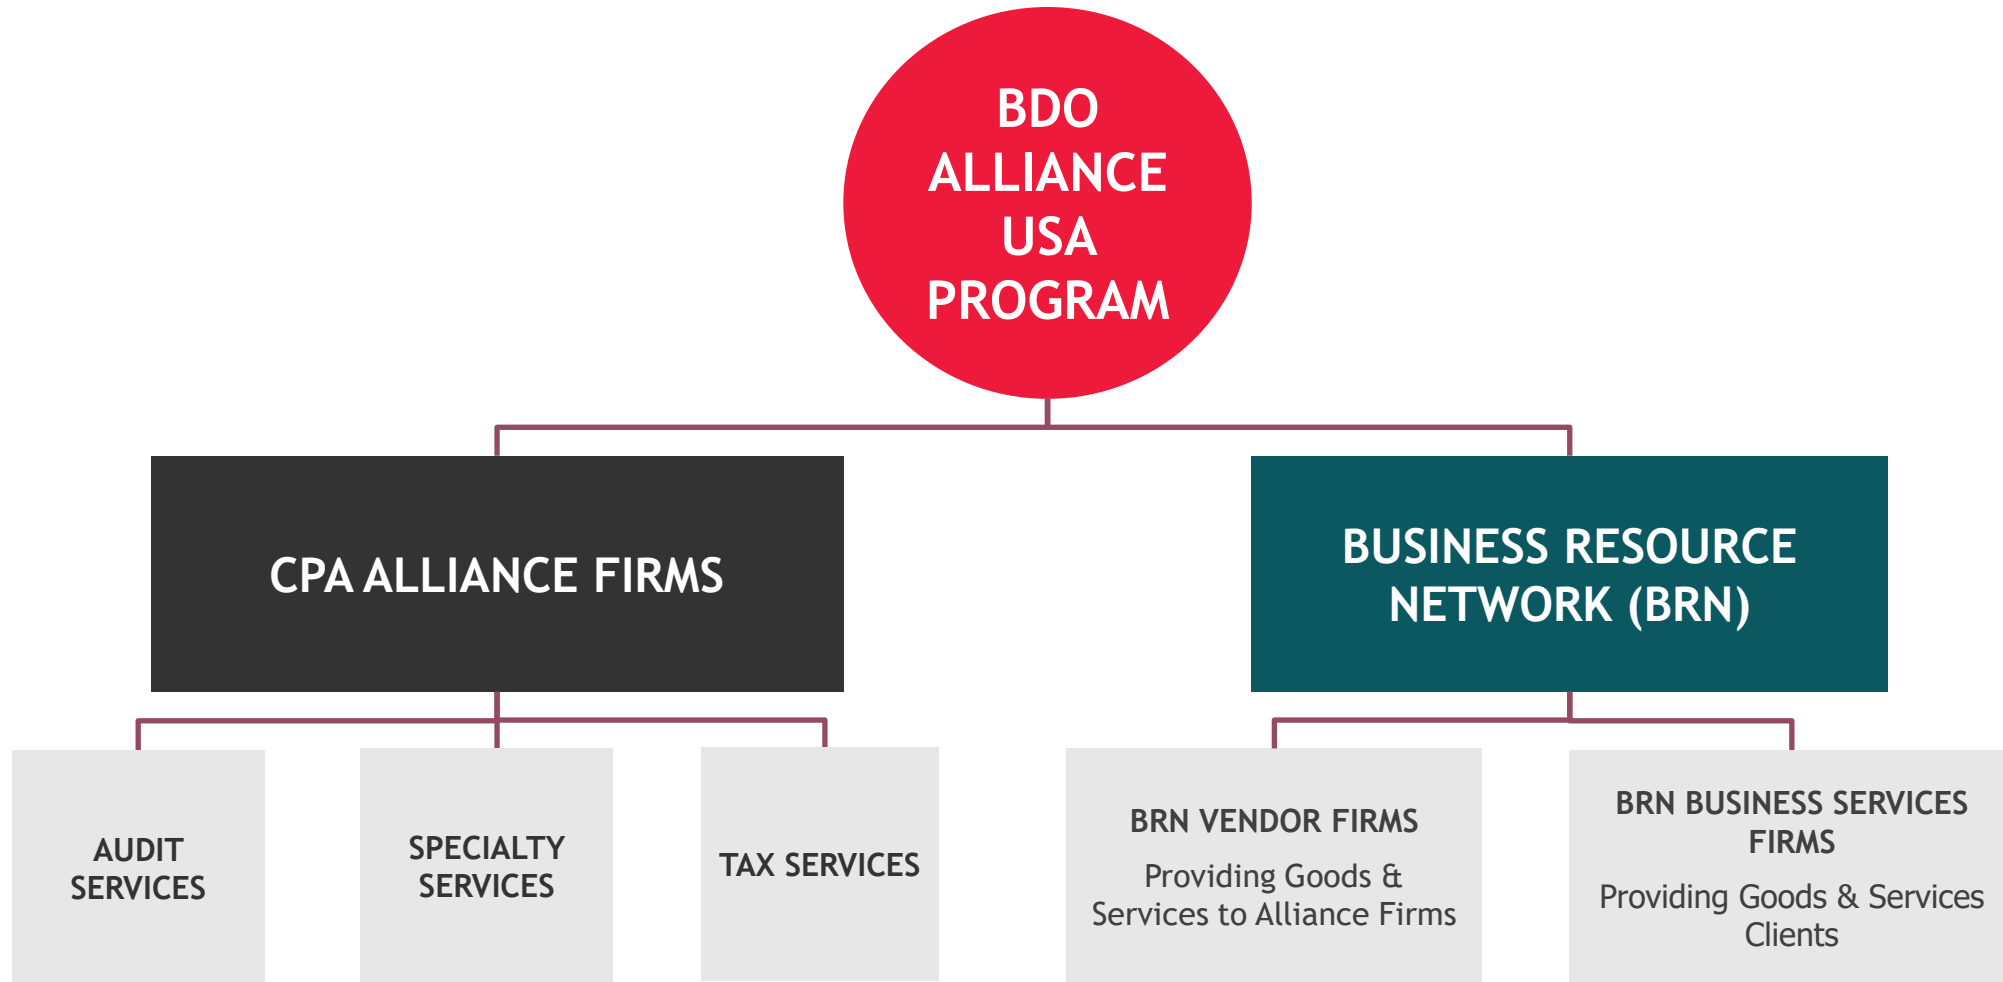 BDO
ALLIANCE
USA
PROGRAM
CPA ALLIANCE FIRMS
BUSINESS RESOURCE
NETWORK (BRN)
AUDIT
SERVICES
SPECIALTY
SERVICES
TAX SERVICES
BRN VENDOR FIRMS
Providing Goods &
Services to Alliance Firms
BRN BUSINESS SERVICES
FIRMS
Providing Goods & Services
Clients